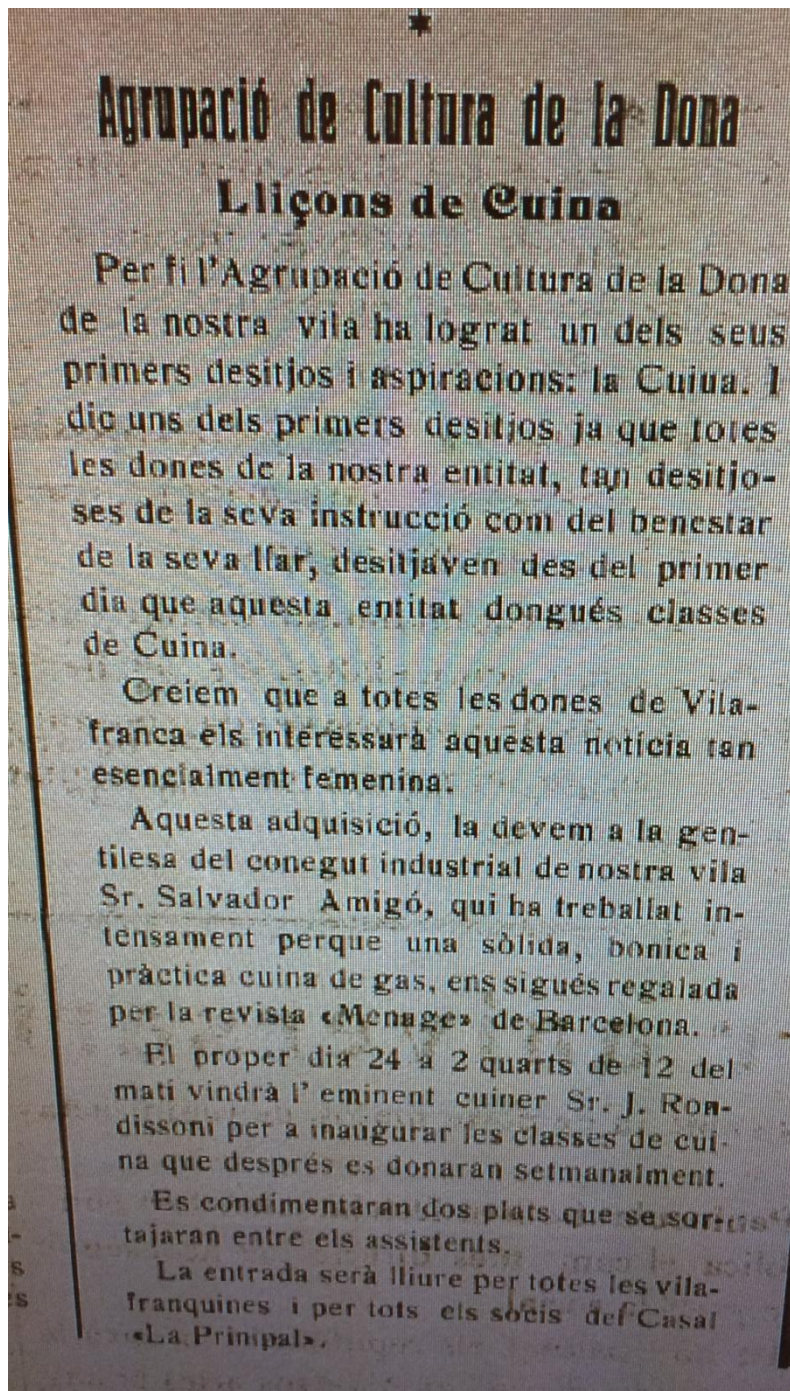 Agrupació de Cultura de la Dona
Lliçons de Cuina
Per fi l'Agrupació de Cultura de la Dona
de la nostra vila ha lograt un dels seus
primers desitjos i aspiracions: la Cuiua. I
dic uns dels primers desitjos ja que totes
les dones de la nostra entitat, tan desitjo-
ses de la seva instrucció com del benestar
de la seva llar, desitjaven des del primer
dia que aquesta entitat dongués classes
de Cuina.
Creiem que a totes les dones de Vila-
franca els interessarà aquesta notícia tan
esencialment femenina.
Aquesta adquisició, la devem a la gen-
tilesa del conegut industrial de nostra vila
Sr. Salvador Amigó, qui ha treballat in-
tensament perque una sòlida, bonica i
pràctica cuina de gas, ens sigués regalada
per la revista «Menage» de Barcelona.
El proper dia 24 a 2 quarts de 12 del
matí vindrà l' eminent cuiner Sr. J. Ron-
dissoni per a inaugurar les classes de cui-
na que després es donaran setmanalment.
Es condimentaran dos plats que se sor-
tajaran entre els assistents.
La entrada serà lliure per totes les vila-
franquines i per tots els socis del Casal
«La Prinipal».